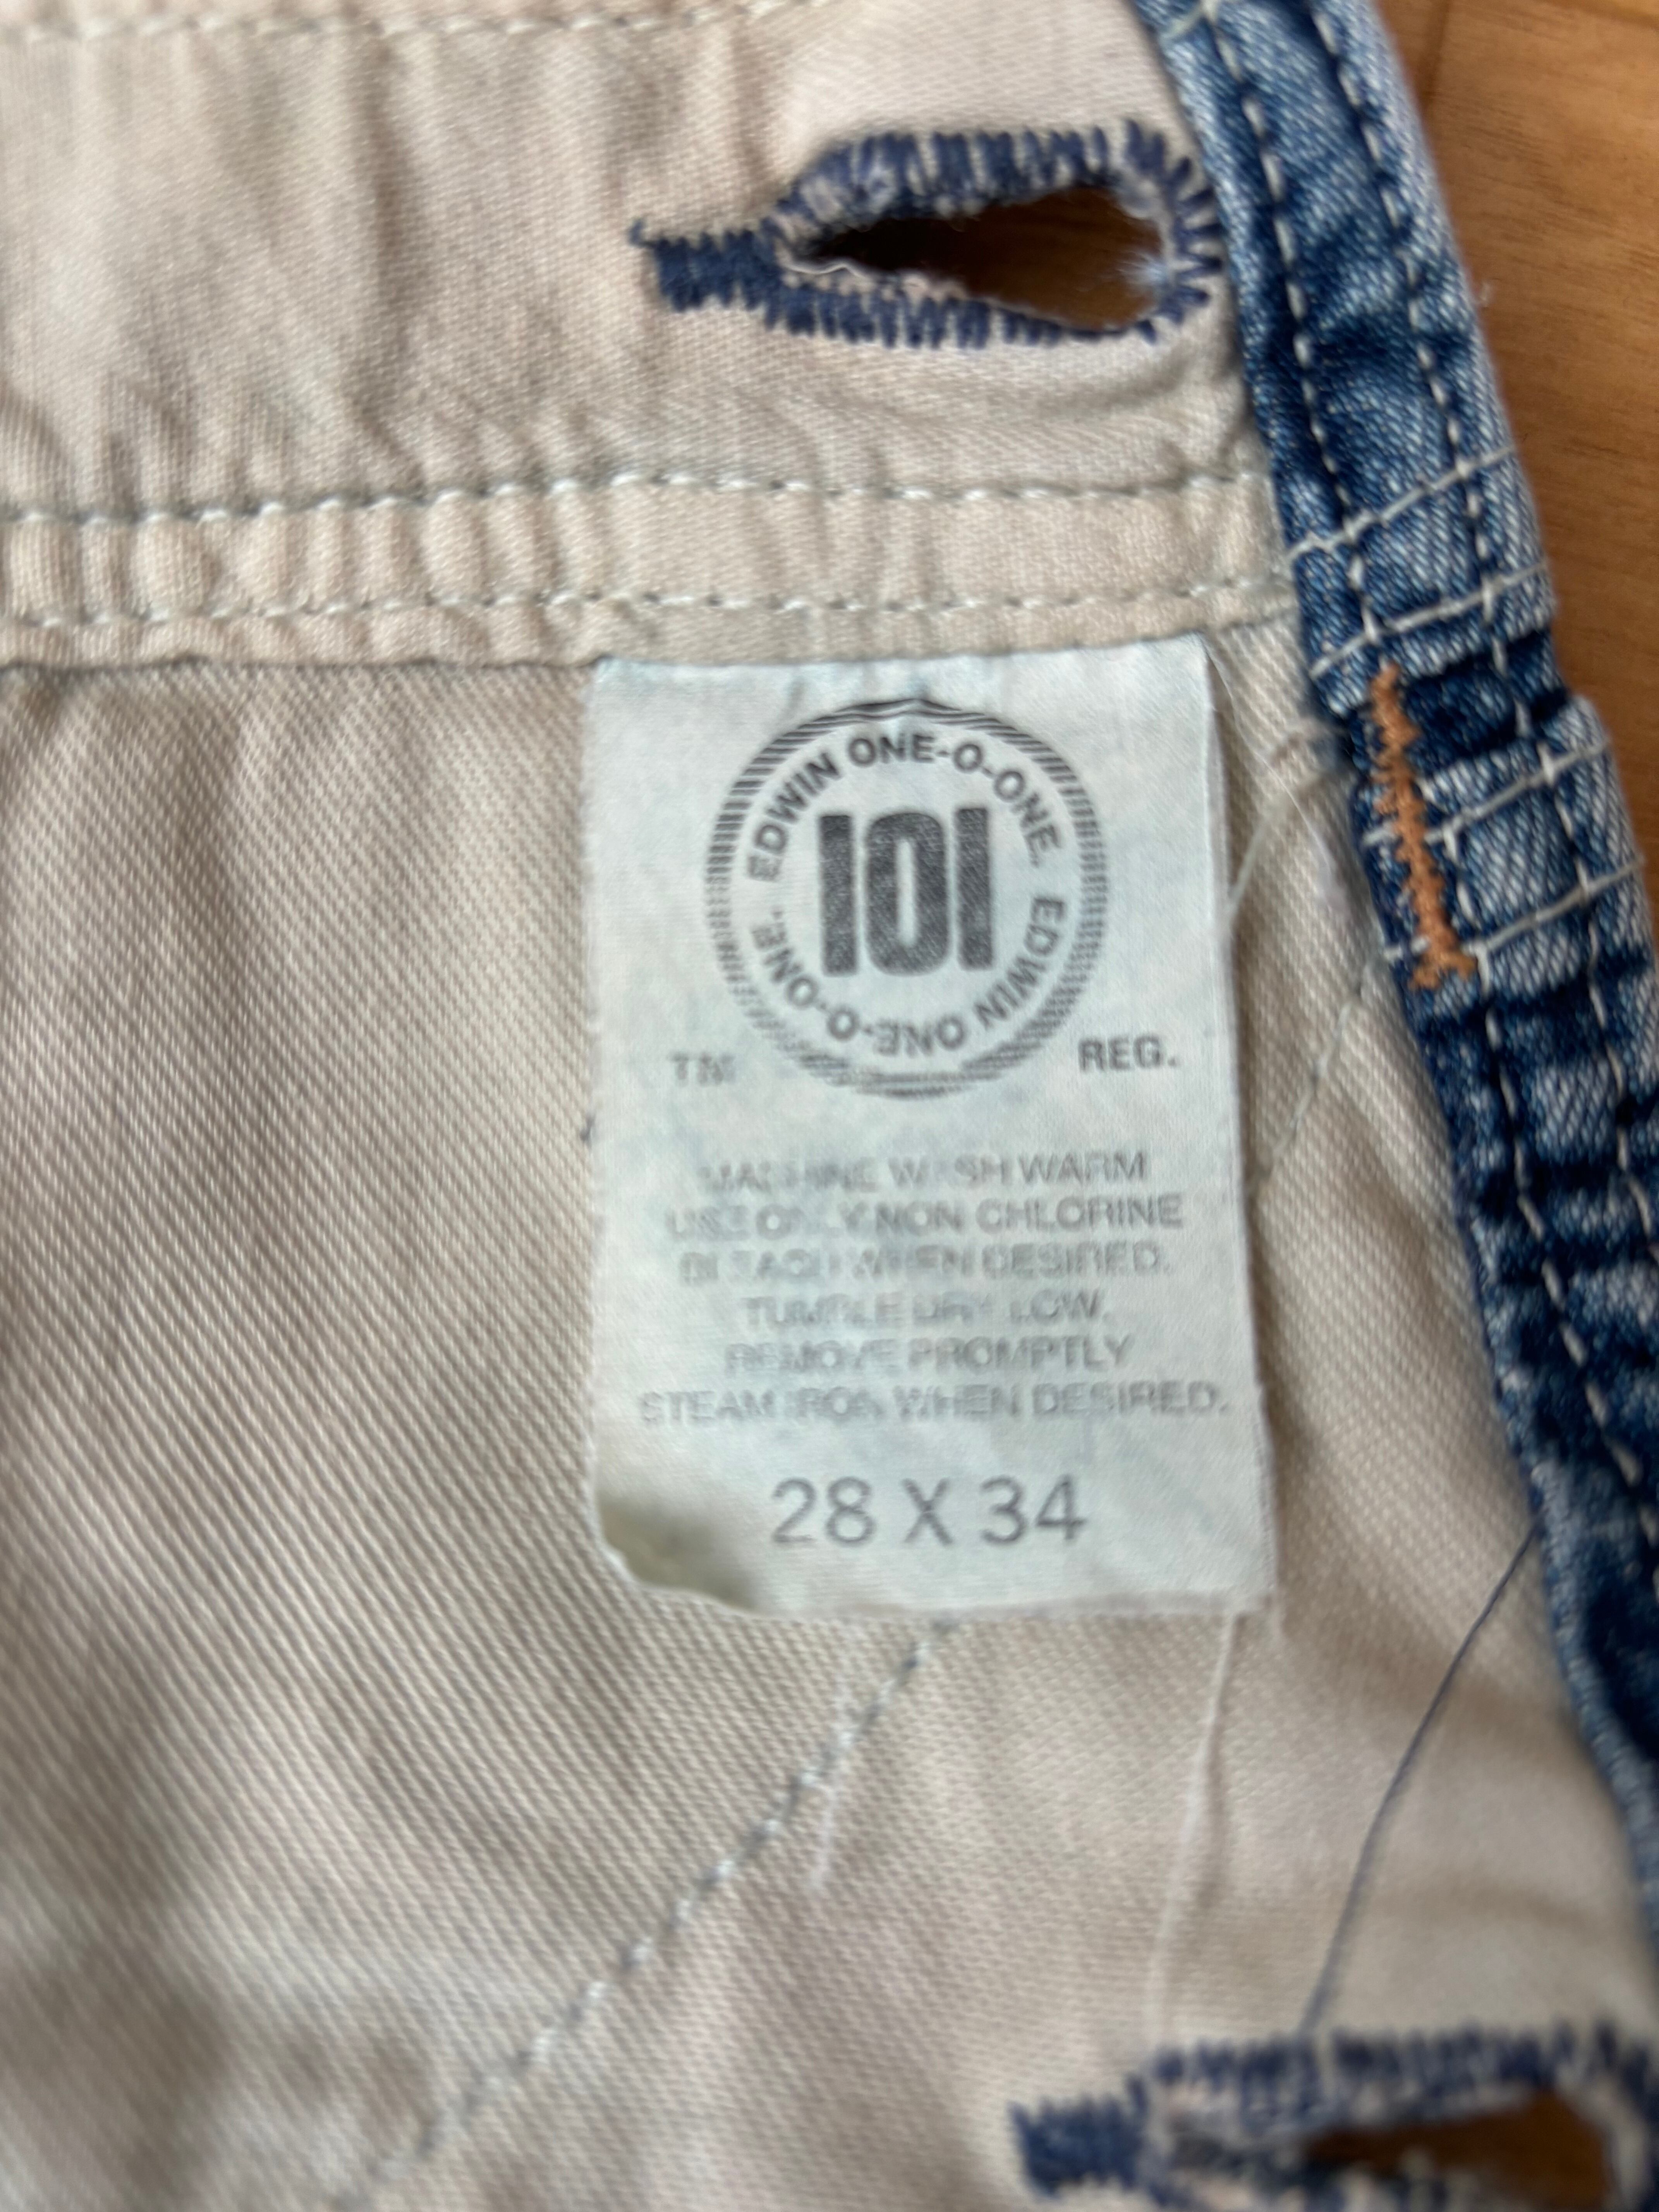 EDWIN ONE-O-ONE. EDWIN ONE-O-ONE.
101
TM REG.
MACHINE WASH WARM
USE ONLY NON CHLORINE
BLEACH WHEN DESIRED.
TUMBLE DRY LOW.
REMOVE PROMPTLY
STEAM IRON WHEN DESIRED.
28 X 34